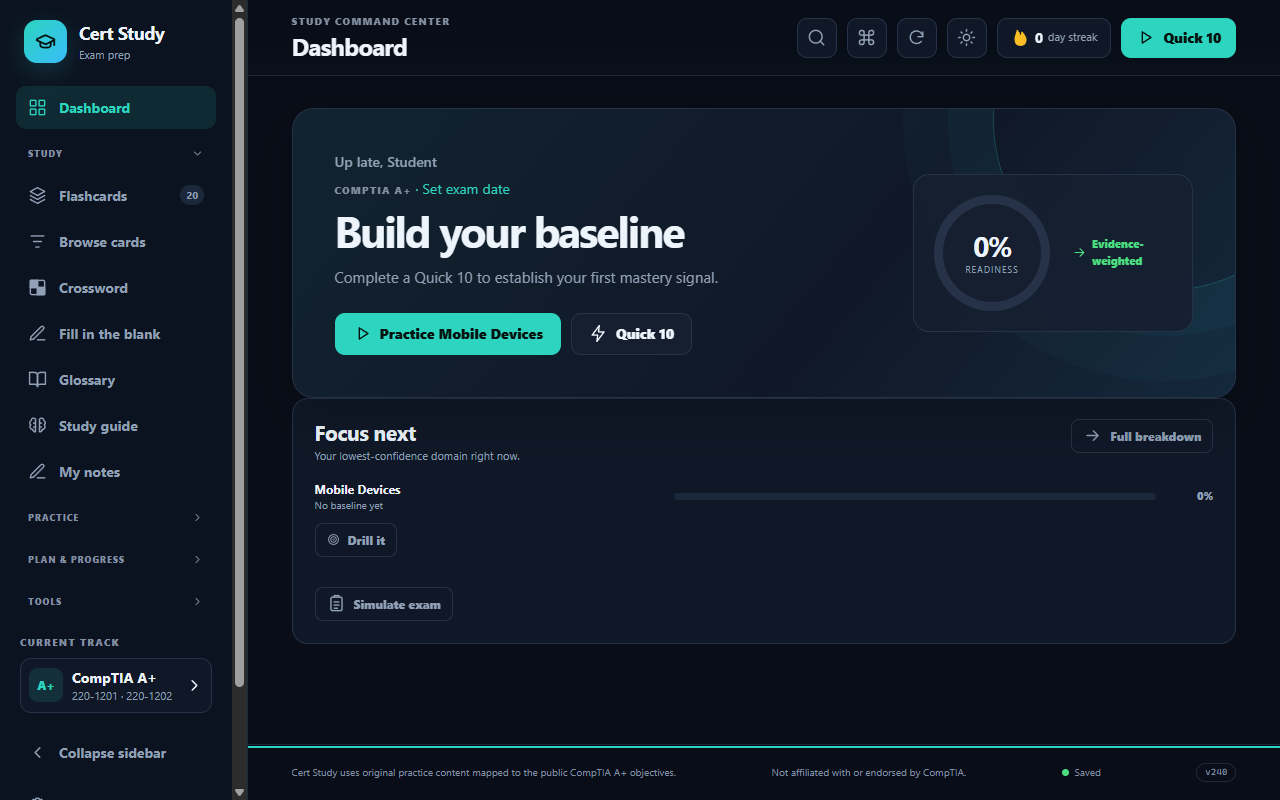 Cert Study
Exam prep
Dashboard
STUDY
Flashcards 20
Browse cards
Crossword
Fill in the blank
Glossary
Study guide
My notes
PRACTICE
PLAN & PROGRESS
TOOLS
CURRENT TRACK
A+ CompTIA A+
220-1201 · 220-1202
Collapse sidebar
STUDY COMMAND CENTER
Dashboard
0 day streak
Quick 10
Up late, Student
COMPTIA A+ · Set exam date
Build your baseline
Complete a Quick 10 to establish your first mastery signal.
Practice Mobile Devices
Quick 10
0%
READINESS
→ Evidence-
weighted
Focus next
Your lowest-confidence domain right now.
Full breakdown
Mobile Devices
No baseline yet
0%
Drill it
Simulate exam
Cert Study uses original practice content mapped to the public CompTIA A+ objectives.
Not affiliated with or endorsed by CompTIA.
Saved
v240